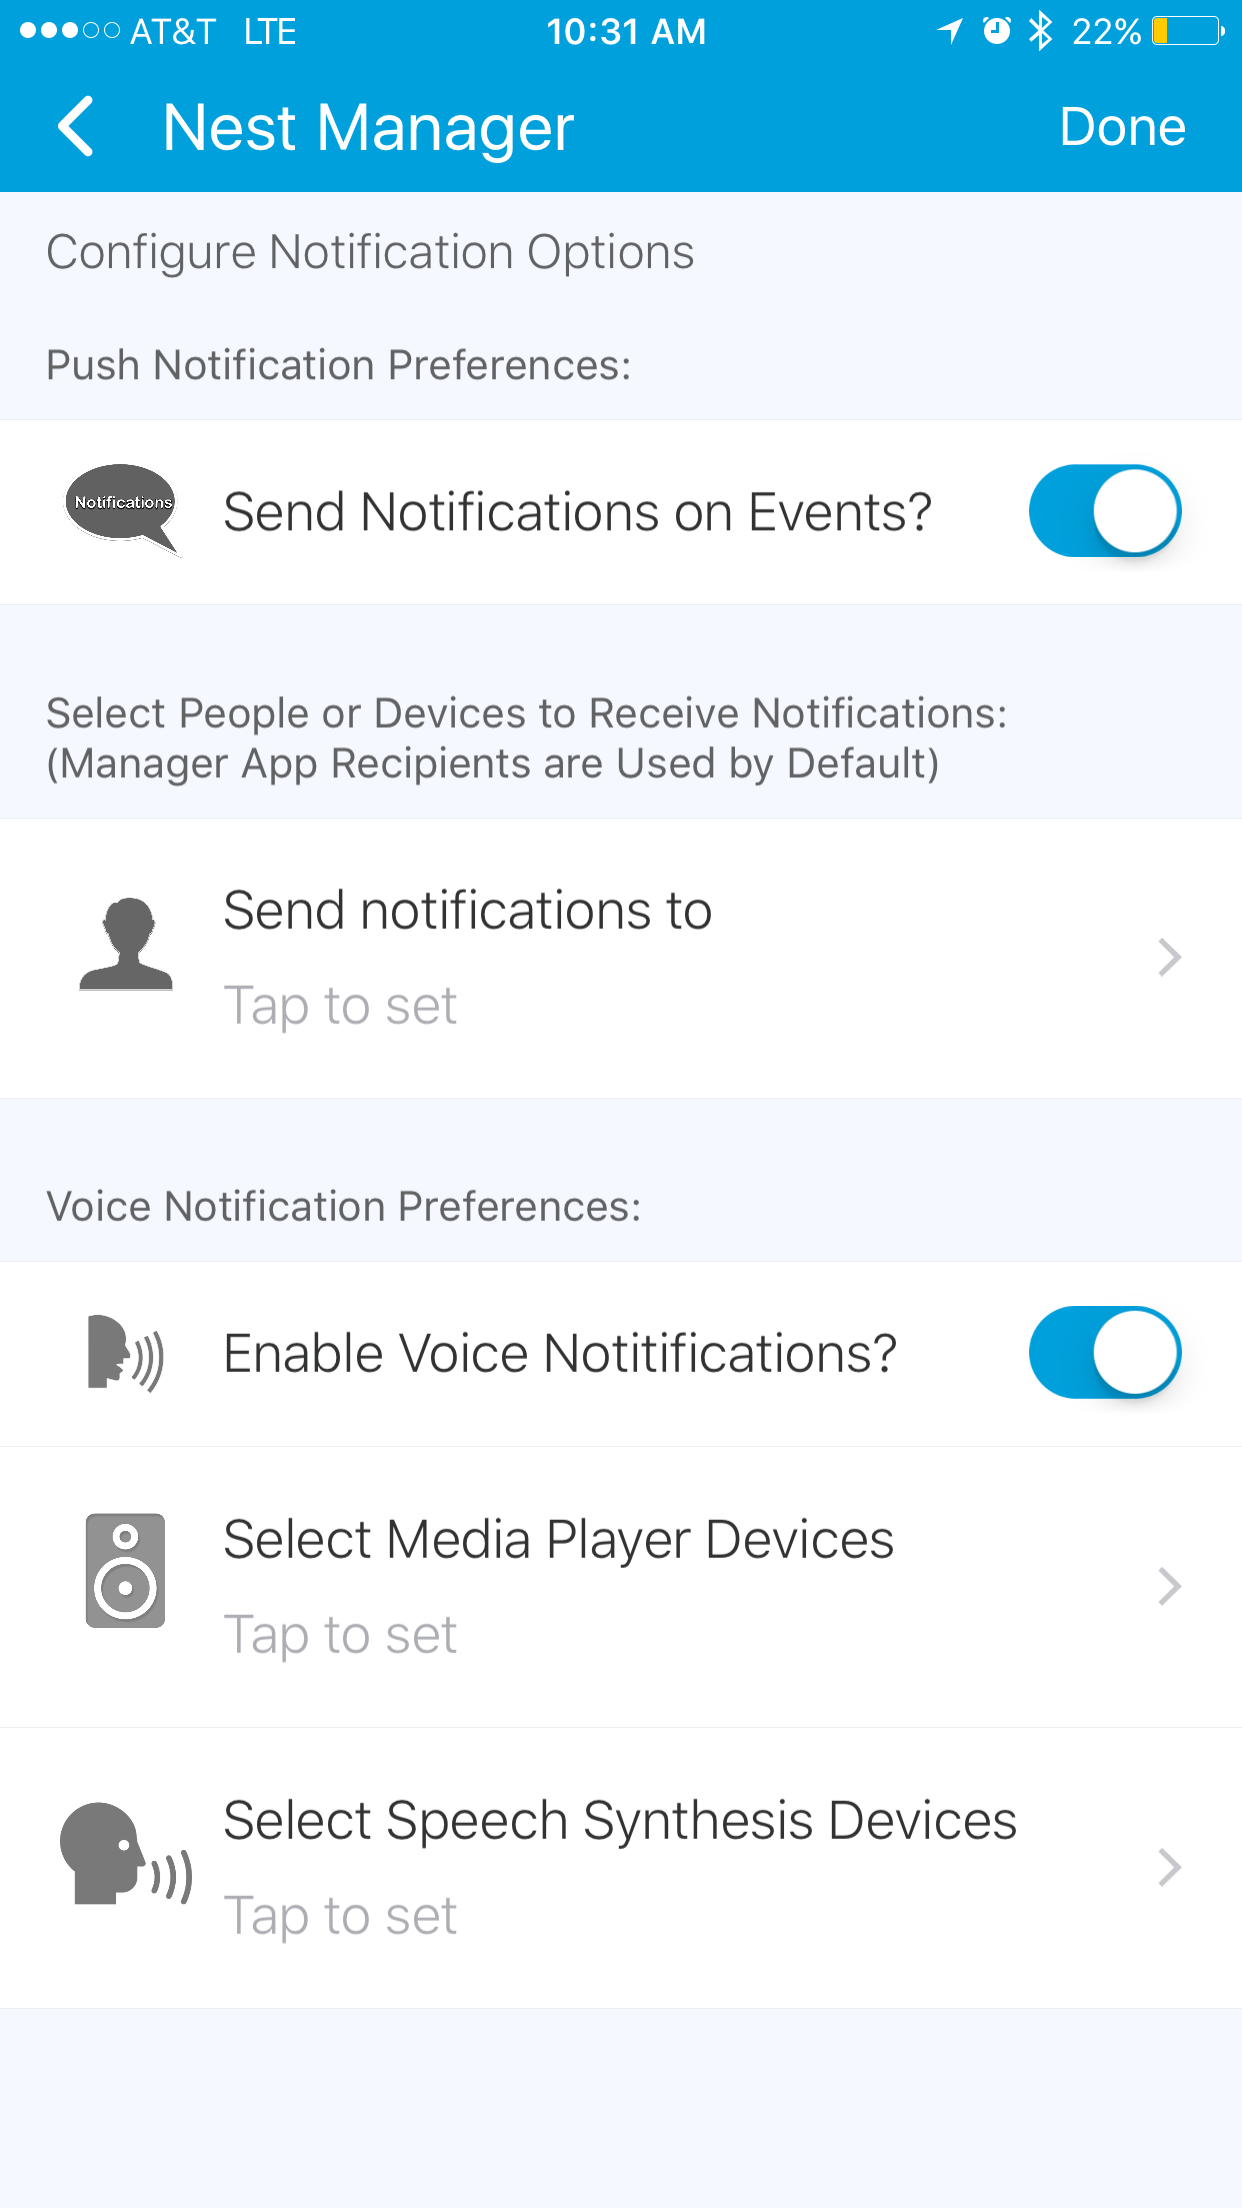 AT&T LTE 10:31 AM 22%
Nest Manager Done
Configure Notification Options
Push Notification Preferences:
Notifications Send Notifications on Events?
Select People or Devices to Receive Notifications:
(Manager App Recipients are Used by Default)
Send notifications to
Tap to set
Voice Notification Preferences:
Enable Voice Notitifications?
Select Media Player Devices
Tap to set
Select Speech Synthesis Devices
Tap to set